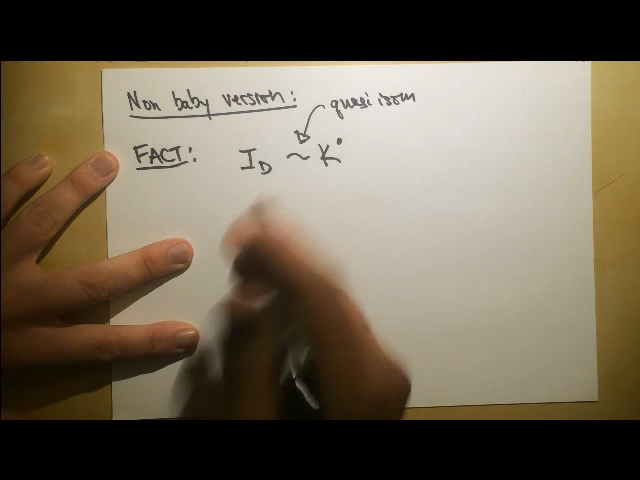 Non baby version:
quasi isom
FACT: I_D ~ K^•